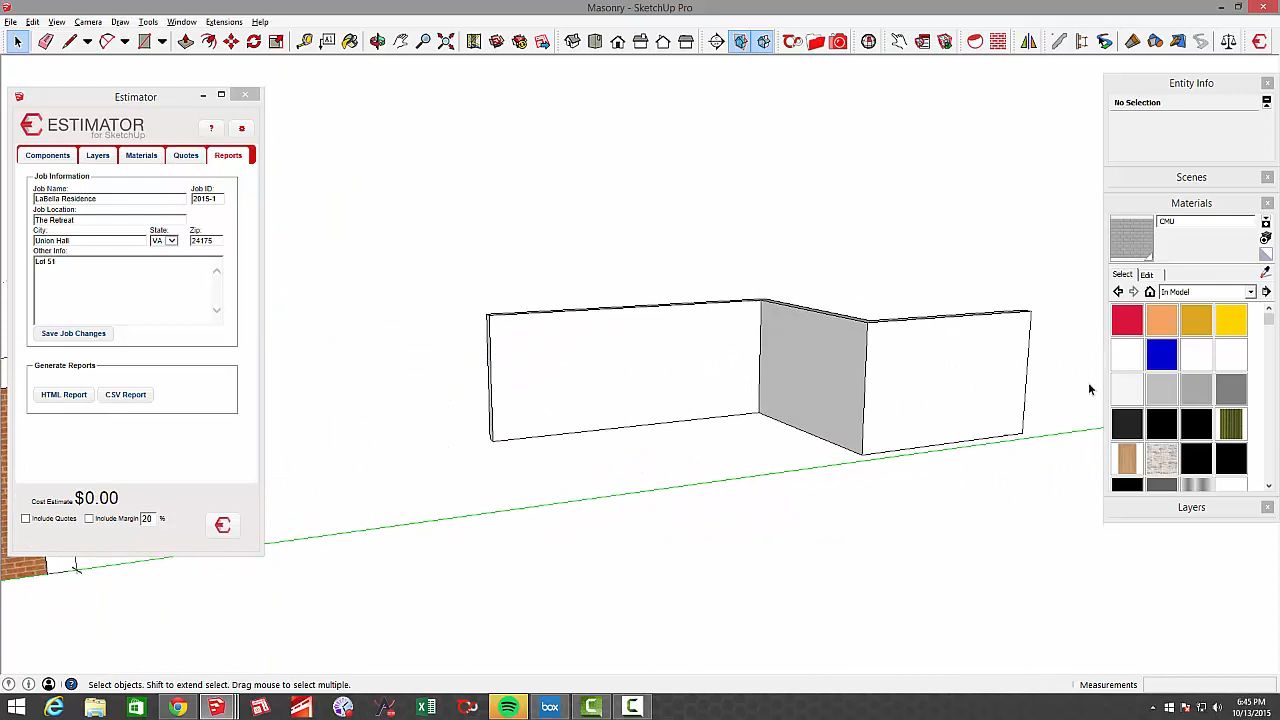 Masonry - SketchUp Pro
File Edit View Camera Draw Tools Window Extensions Help
Estimator
ESTIMATOR
for SketchUp
?
Components Layers Materials Quotes Reports
Job Information
Job Name: Job ID:
LaBella Residence 2015-1
Job Location:
The Retreat
City: State: Zip:
Union Hall VA 24175
Other Info:
Lot 51
Save Job Changes
Generate Reports
HTML Report CSV Report
Cost Estimate $0.00
Include Quotes Include Margin 20 %
Entity Info
No Selection
Scenes
Materials
CMU
Select Edit
In Model
Layers
Select objects. Shift to extend select. Drag mouse to select multiple.
Measurements
box
6:45 PM
10/13/2015